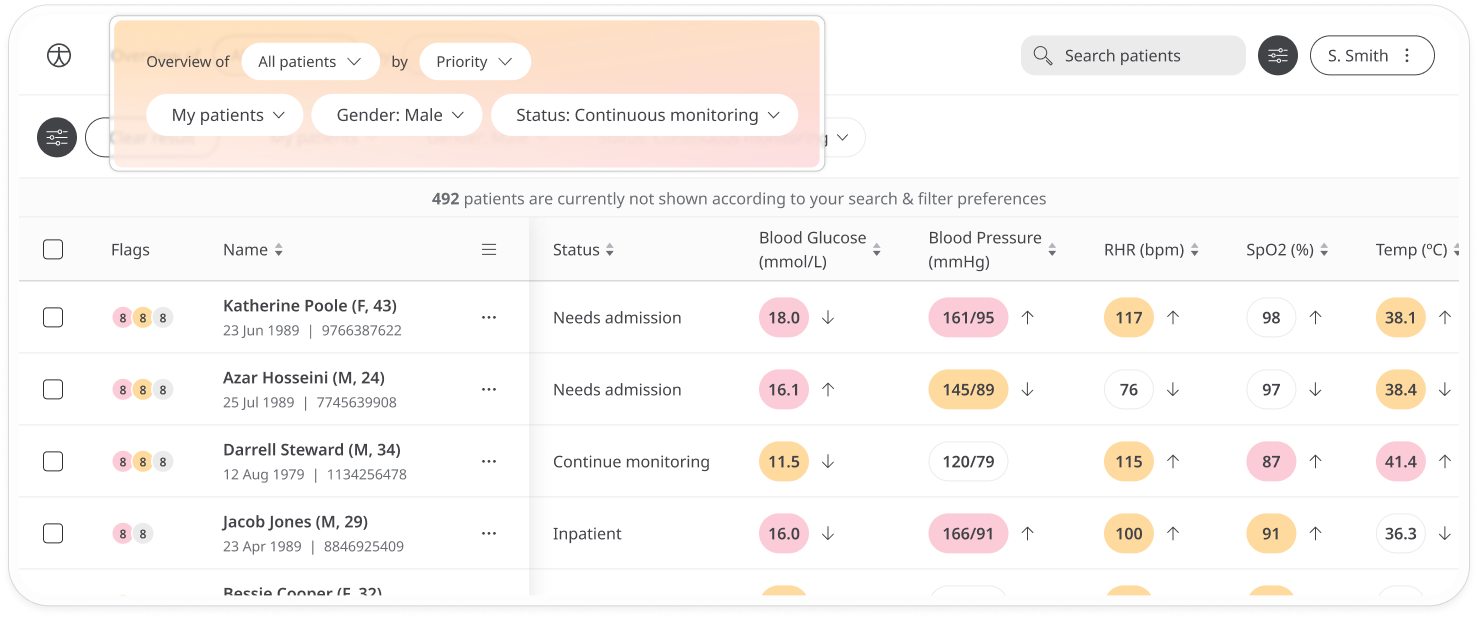 Overview of All patients by Priority
Search patients
S. Smith
My patients Gender: Male Status: Continuous monitoring
492 patients are currently not shown according to your search & filter preferences
Flags Name Status Blood Glucose (mmol/L) Blood Pressure (mmHg) RHR (bpm) SpO2 (%) Temp (ºC)
8 8 8 Katherine Poole (F, 43) Needs admission 18.0 161/95 117 98 38.1
23 Jun 1989 | 9766387622
8 8 8 Azar Hosseini (M, 24) Needs admission 16.1 145/89 76 97 38.4
25 Jul 1989 | 7745639908
8 8 8 Darrell Steward (M, 34) Continue monitoring 11.5 120/79 115 87 41.4
12 Aug 1979 | 1134256478
8 8 Jacob Jones (M, 29) Inpatient 16.0 166/91 100 91 36.3
23 Apr 1989 | 8846925409
Bessie Cooper (F, 32)